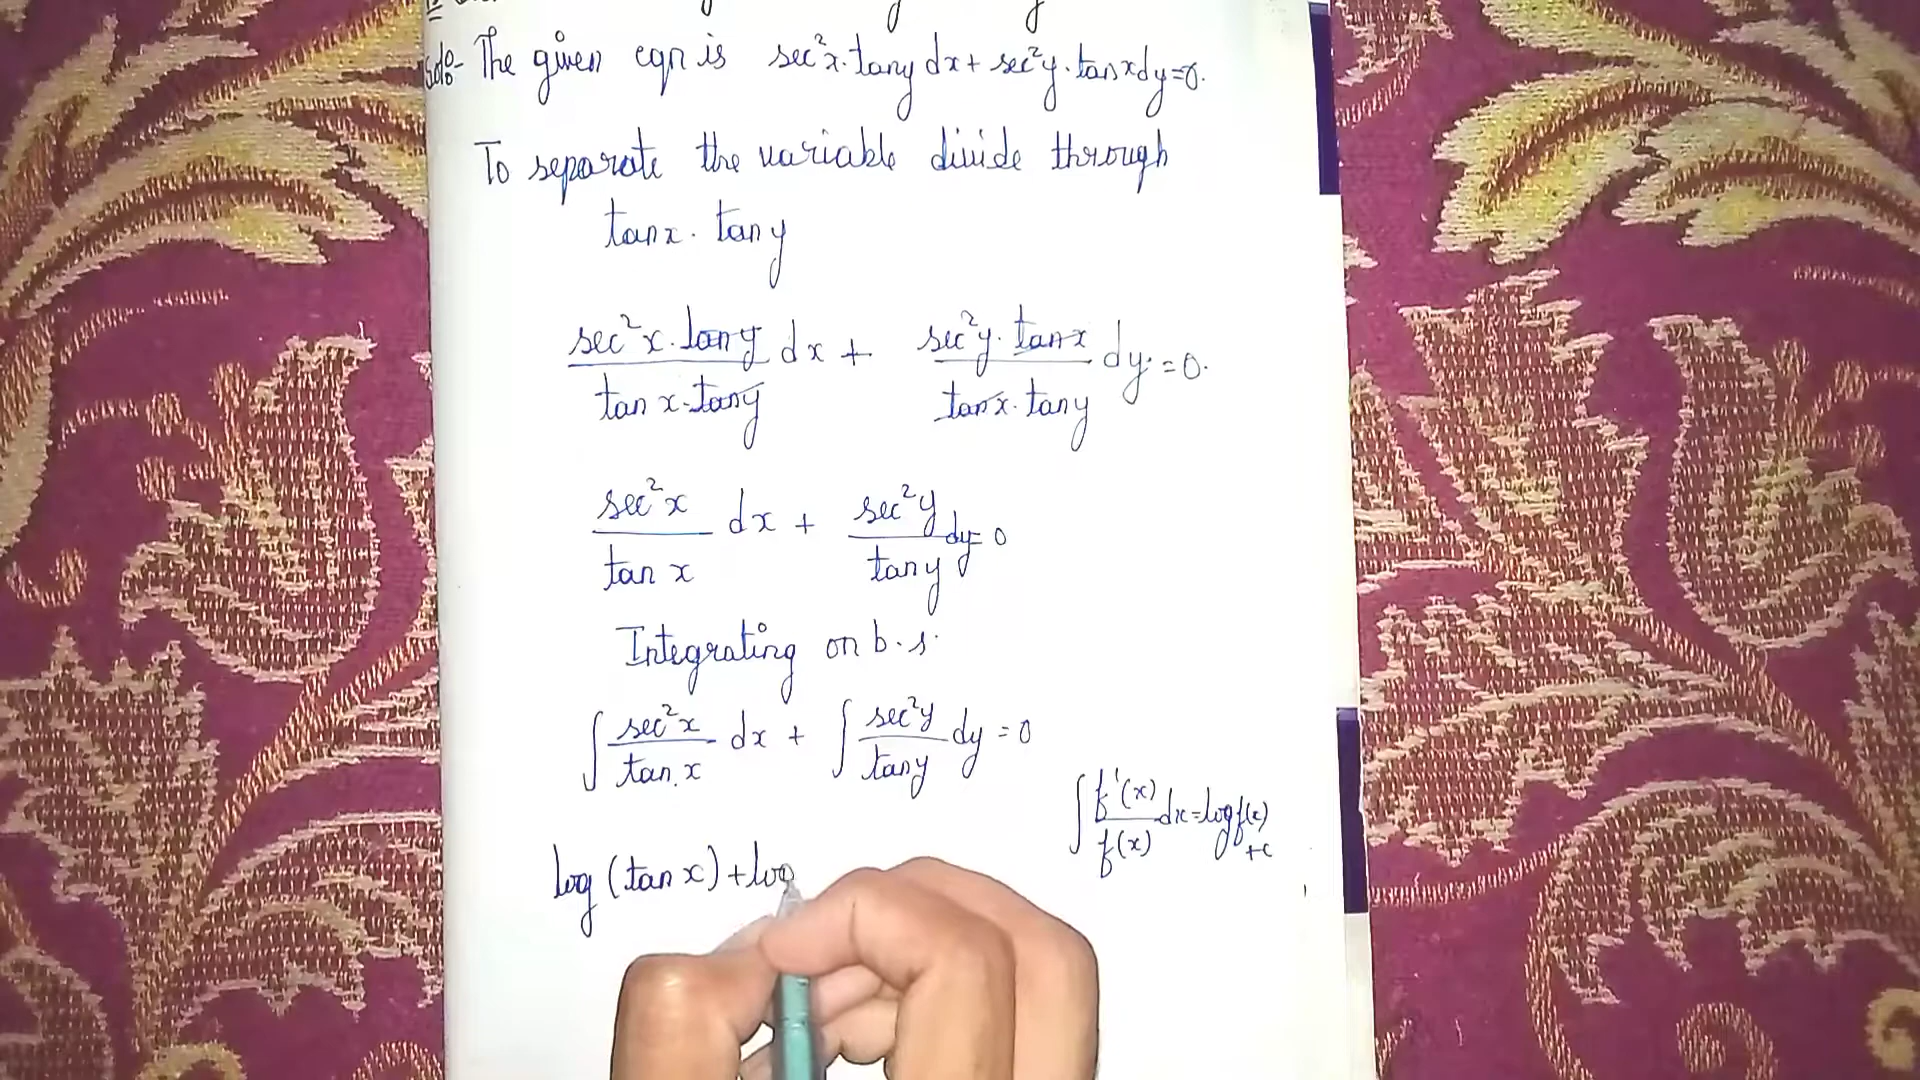 Sol:- The given eqn is sec²x·tany dx + sec²y·tanx dy=0.
To separate the variable divide through
tanx · tany
sec²x·tany / tan x·tany dx + sec²y·tanx / tanx·tany dy = 0.
sec²x / tan x dx + sec²y / tany dy = 0
Integrating on b.s.
∫ sec²x / tan x dx + ∫ sec²y / tany dy = 0
∫ f'(x) / f(x) dx = log f(x) + c
log (tan x) + log